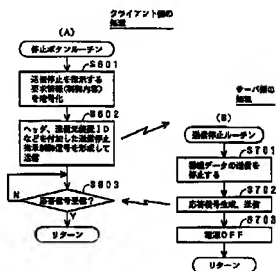 クライアント側の
処理
(A)
停止ボタンルーチン
S601
送信停止を指示する
要求情報(制御内容)
を暗号化
S602
ヘッダ、送信元装置ID
などを付加した送信停止
指示制御信号を形成して
送信
S603
応答信号受信?
N
Y
リターン
サーバ側の
処理
(B)
送信停止ルーチン
S701
データの送信を
停止する
S702
応答信号生成、送信
S703
電源OFF
リターン